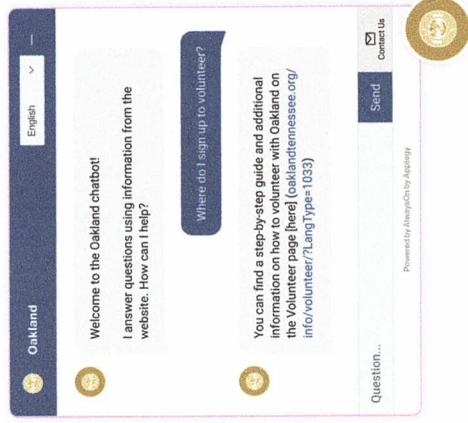 Oakland
English
Welcome to the Oakland chatbot!
I answer questions using information from the
website. How can I help?
Where do I sign up to volunteer?
You can find a step-by-step guide and additional
information on how to volunteer with Oakland on
the Volunteer page [here] (oaklandtennessee.org/
info/volunteer/?LangType=1033)
Question...
Send
Contact Us
Powered by AlwaysOn by Applogy